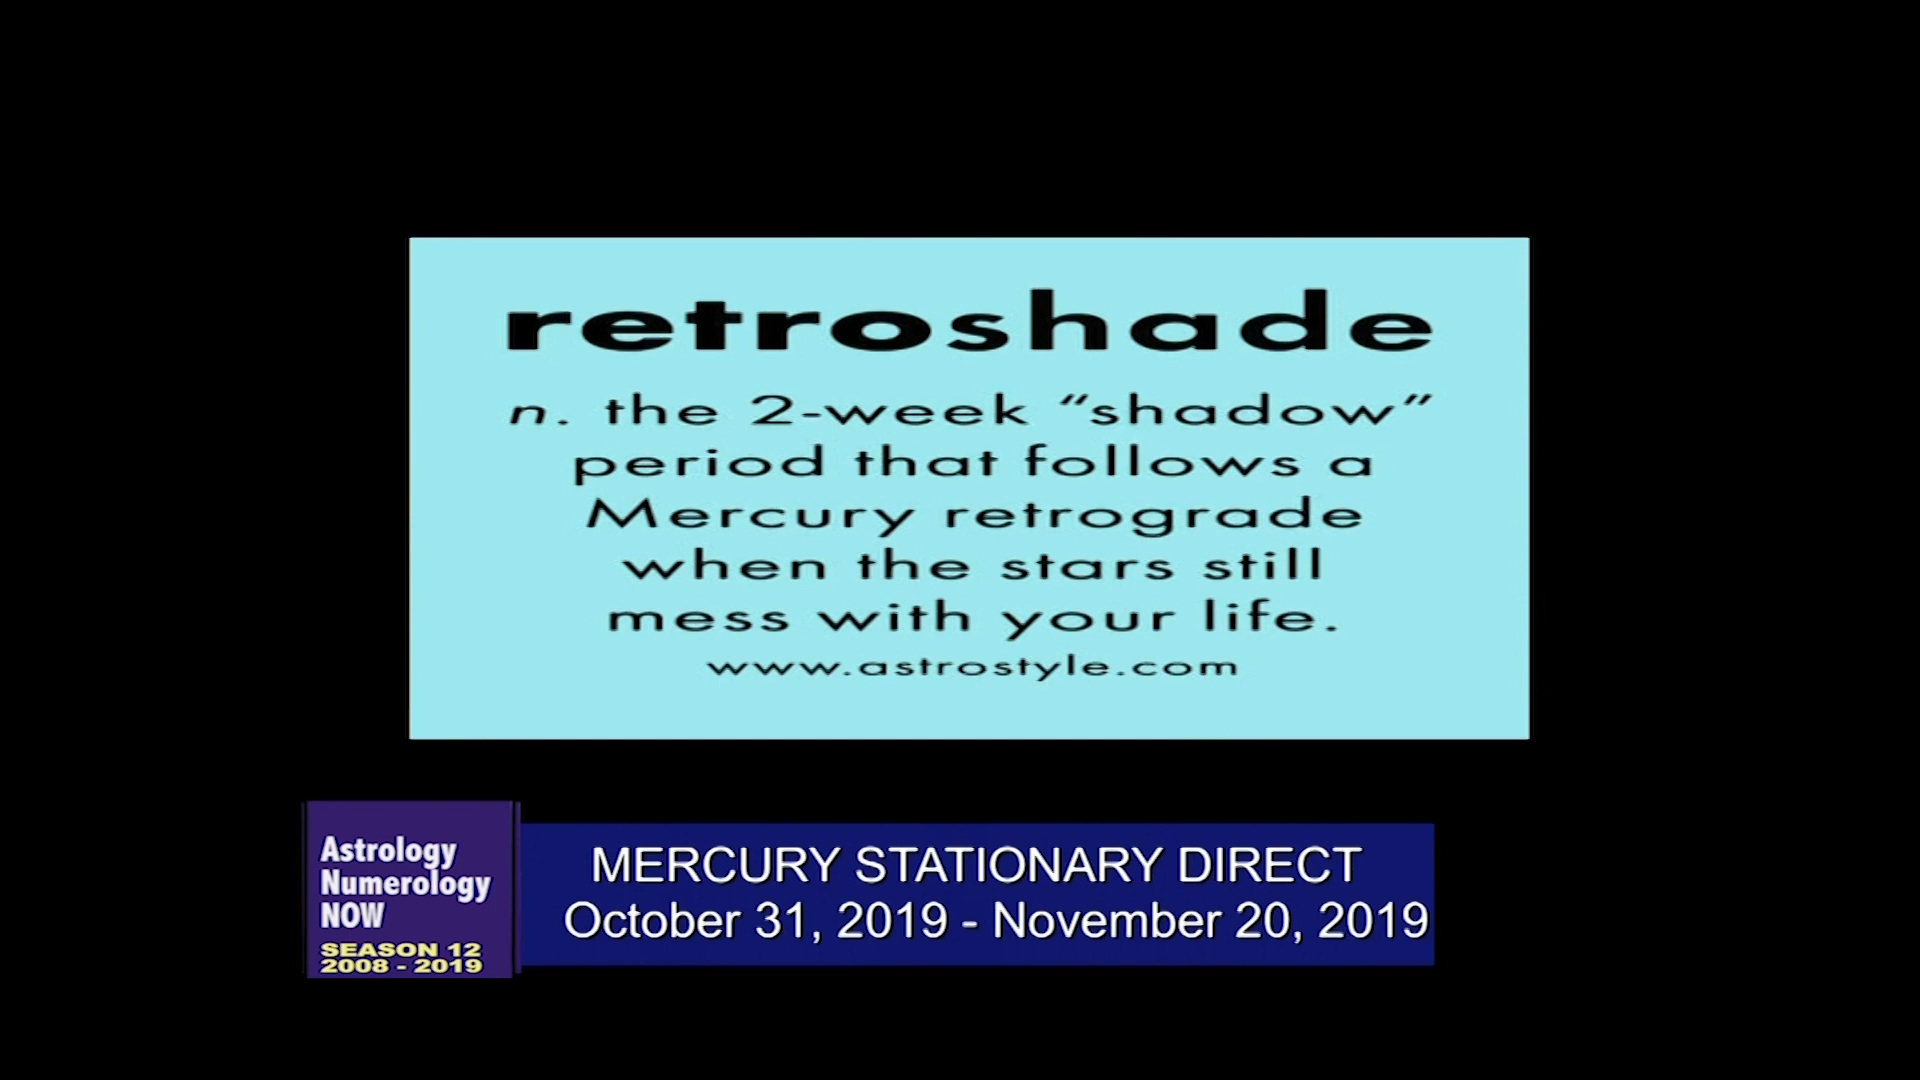 retroshade
n. the 2-week “shadow”
period that follows a
Mercury retrograde
when the stars still
mess with your life.
www.astrostyle.com
Astrology
Numerology
NOW
SEASON 12
2008 - 2019
MERCURY STATIONARY DIRECT
October 31, 2019 - November 20, 2019